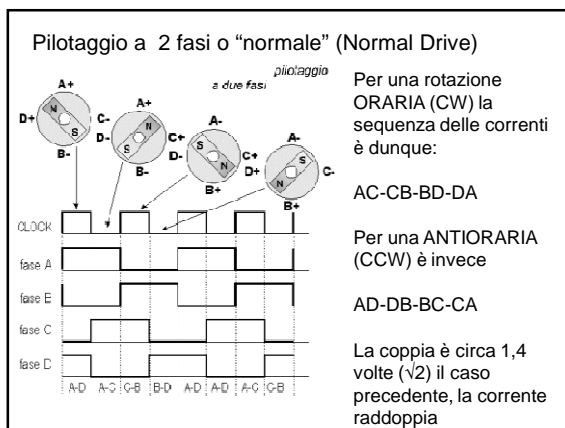 Pilotaggio a 2 fasi o “normale” (Normal Drive)
pilotaggio
a due fasi
A+
D+
N
S
C-
B-
A+
D-
N
S
C+
B-
A-
D-
S
N
C+
B+
A-
D+
S
N
C-
B+
CLOCK
fase A
fase E
fase C
fase D
A-D
A-C
C-B
B-D
A-D
A-D
A-C
C-B
Per una rotazione
ORARIA (CW) la
sequenza delle correnti
è dunque:
AC-CB-BD-DA
Per una ANTIORARIA
(CCW) è invece
AD-DB-BC-CA
La coppia è circa 1,4
volte (√2) il caso
precedente, la corrente
raddoppia